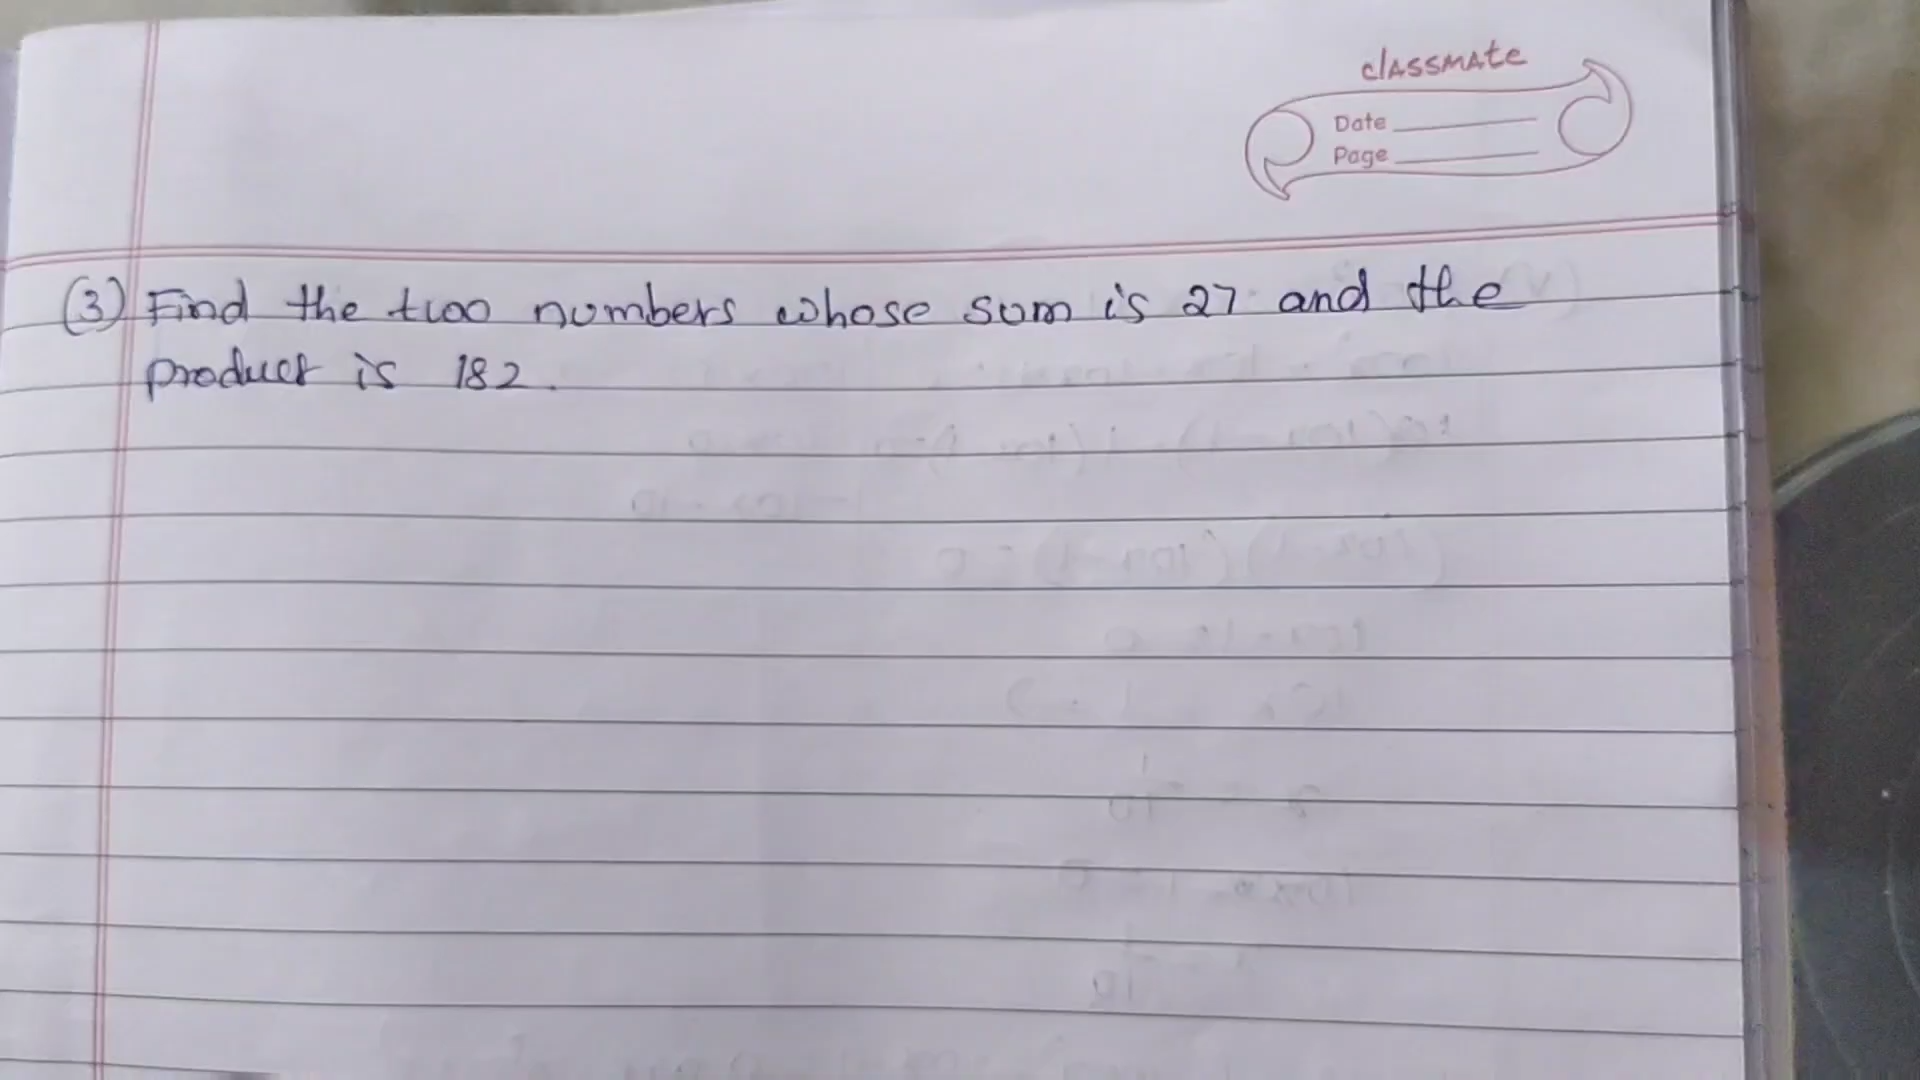 classmate
Date
Page
(3) Find the two numbers whose sum is 27 and the
product is 182.